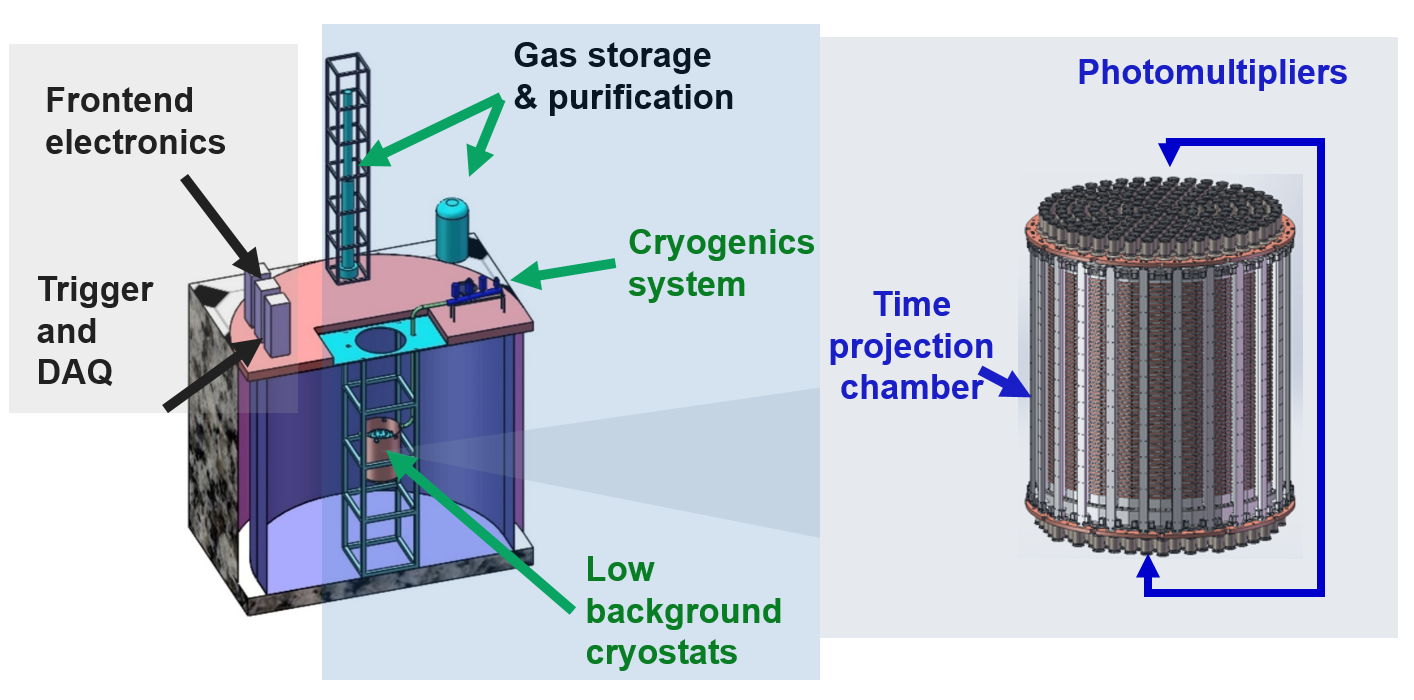 Frontend
electronics
Trigger
and
DAQ
Gas storage
& purification
Cryogenics
system
Low
background
cryostats
Photomultipliers
Time
projection
chamber